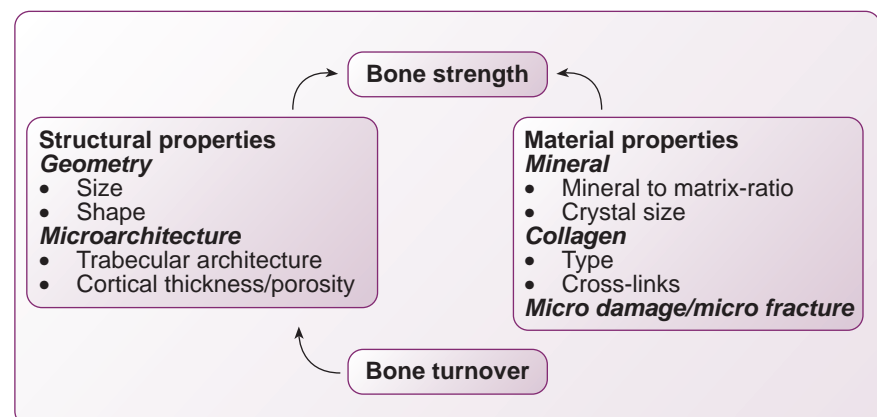 Bone strength
Structural properties
Geometry
• Size
• Shape
Microarchitecture
• Trabecular architecture
• Cortical thickness/porosity
Material properties
Mineral
• Mineral to matrix-ratio
• Crystal size
Collagen
• Type
• Cross-links
Micro damage/micro fracture
Bone turnover